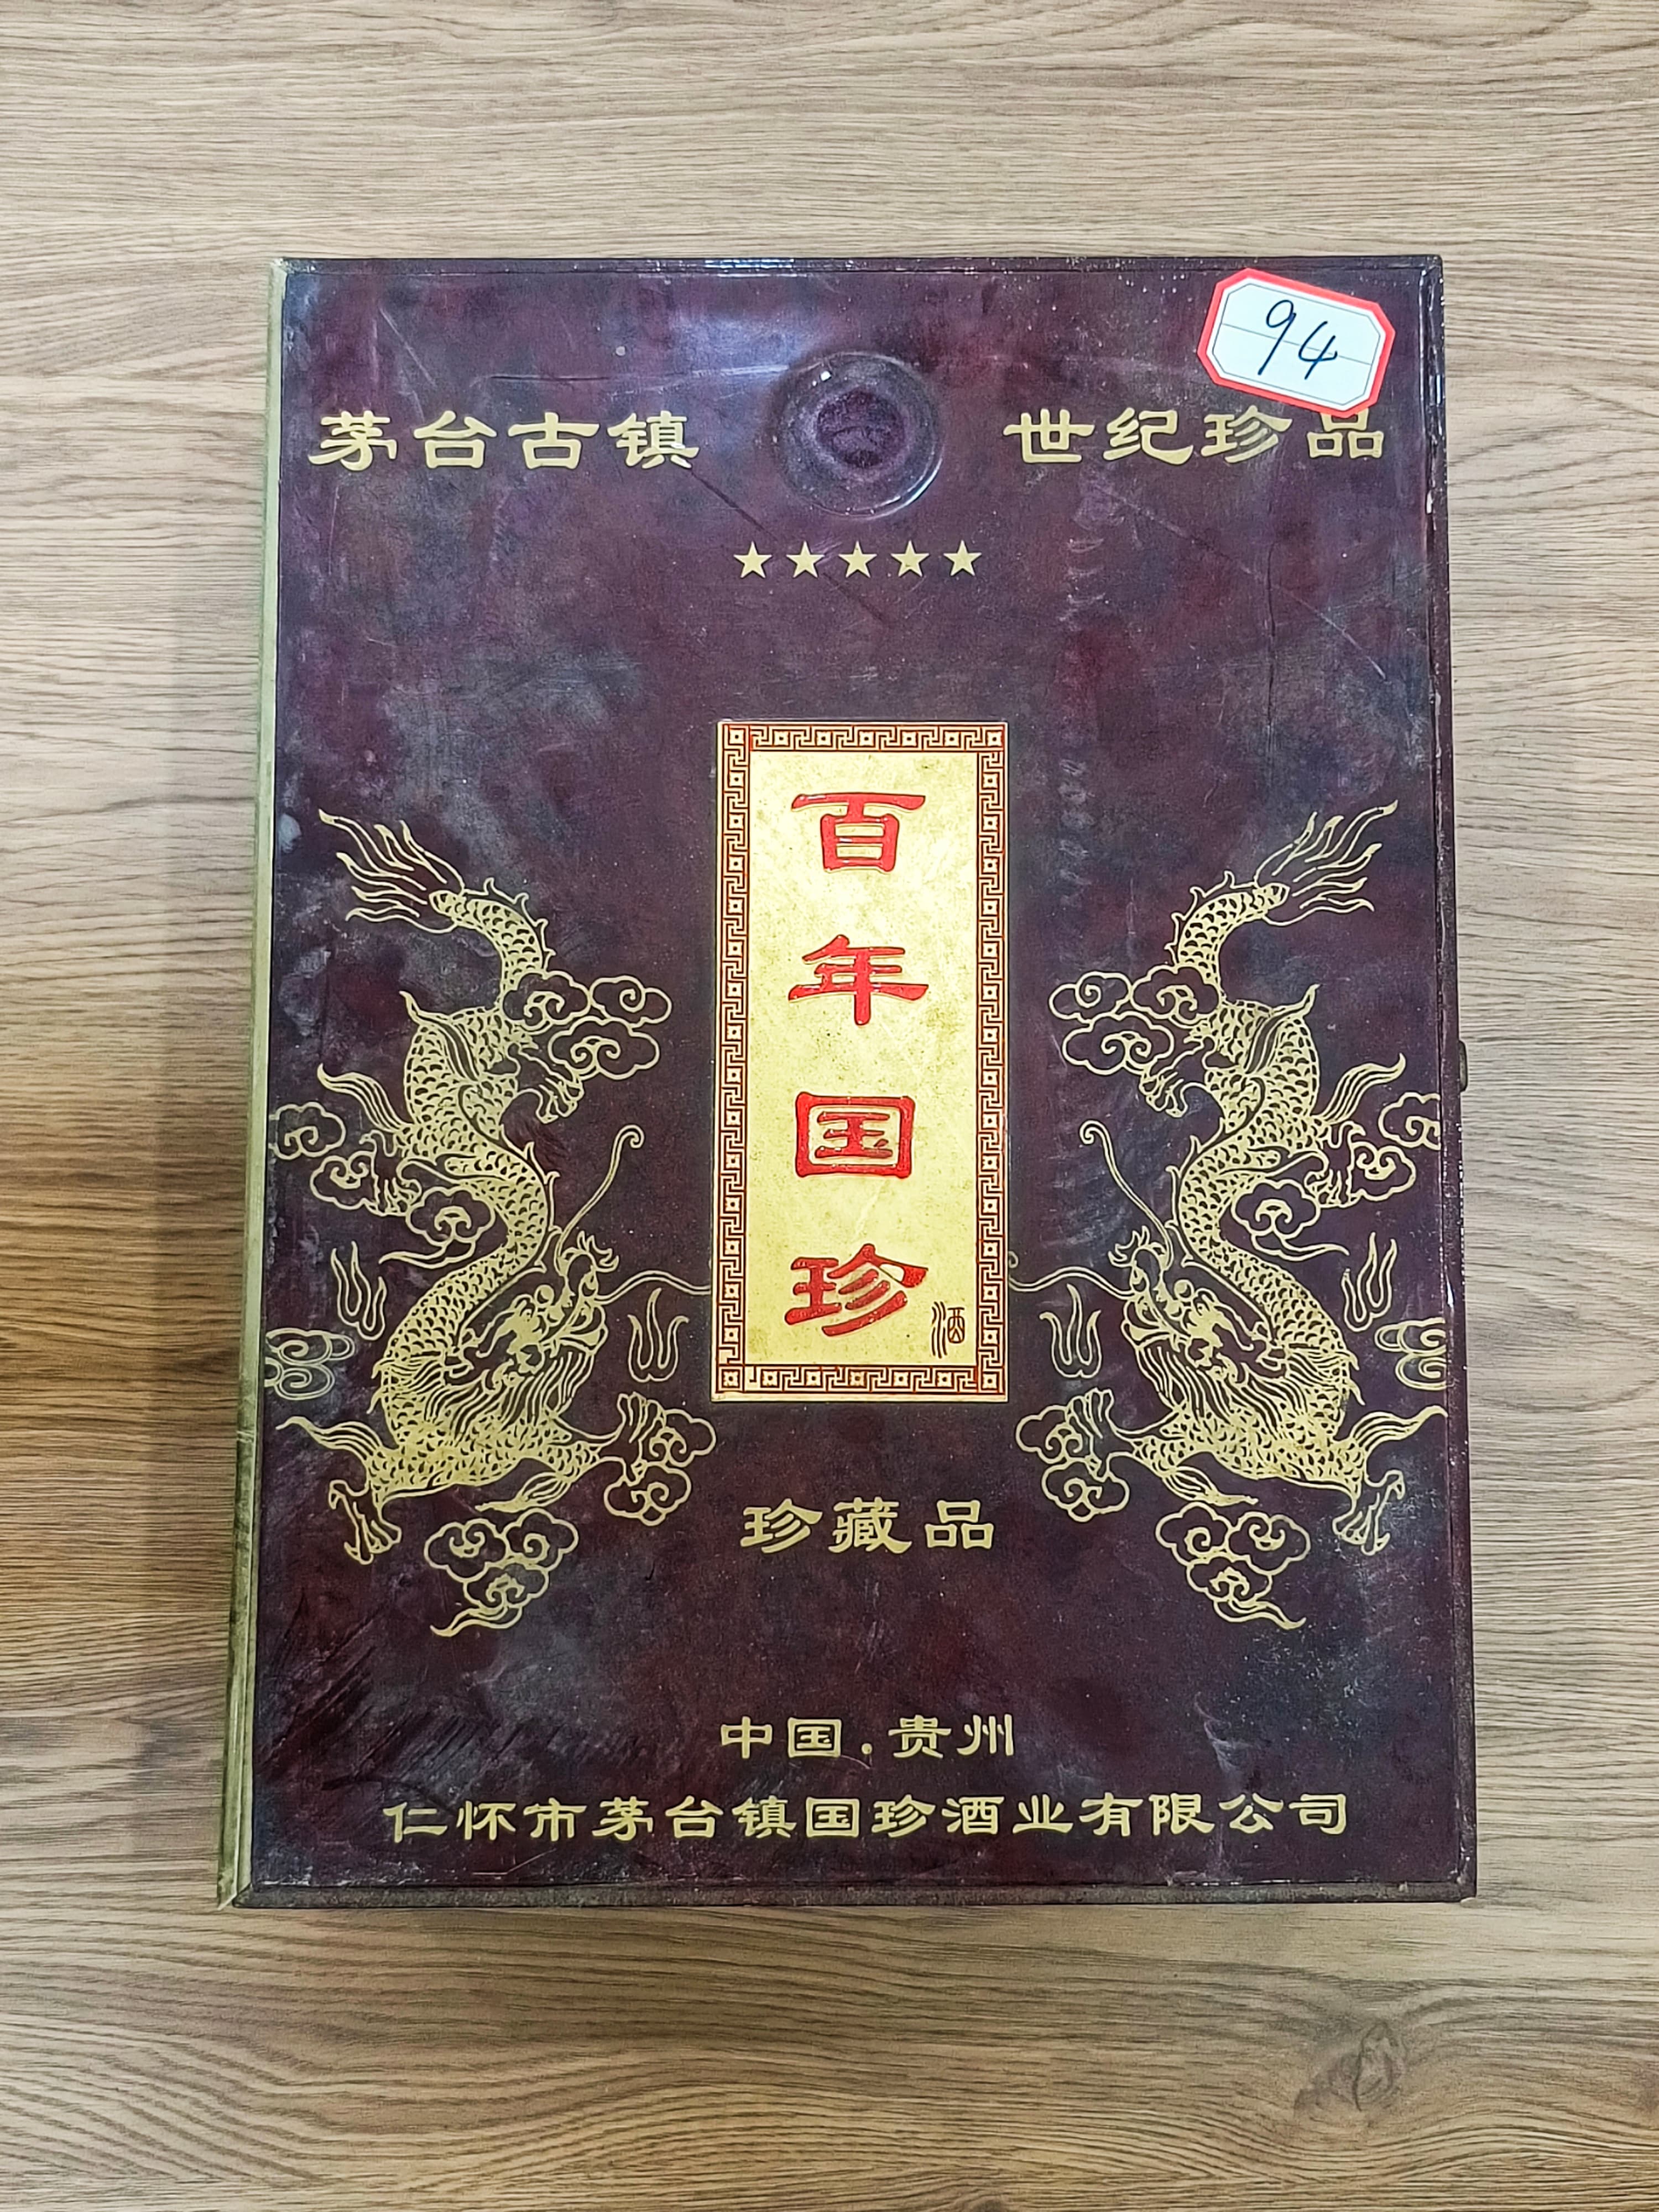 94
茅台古镇 世纪珍品
★★★★★
百年国珍
酒
珍藏品
中国.贵州
仁怀市茅台镇国珍酒业有限公司